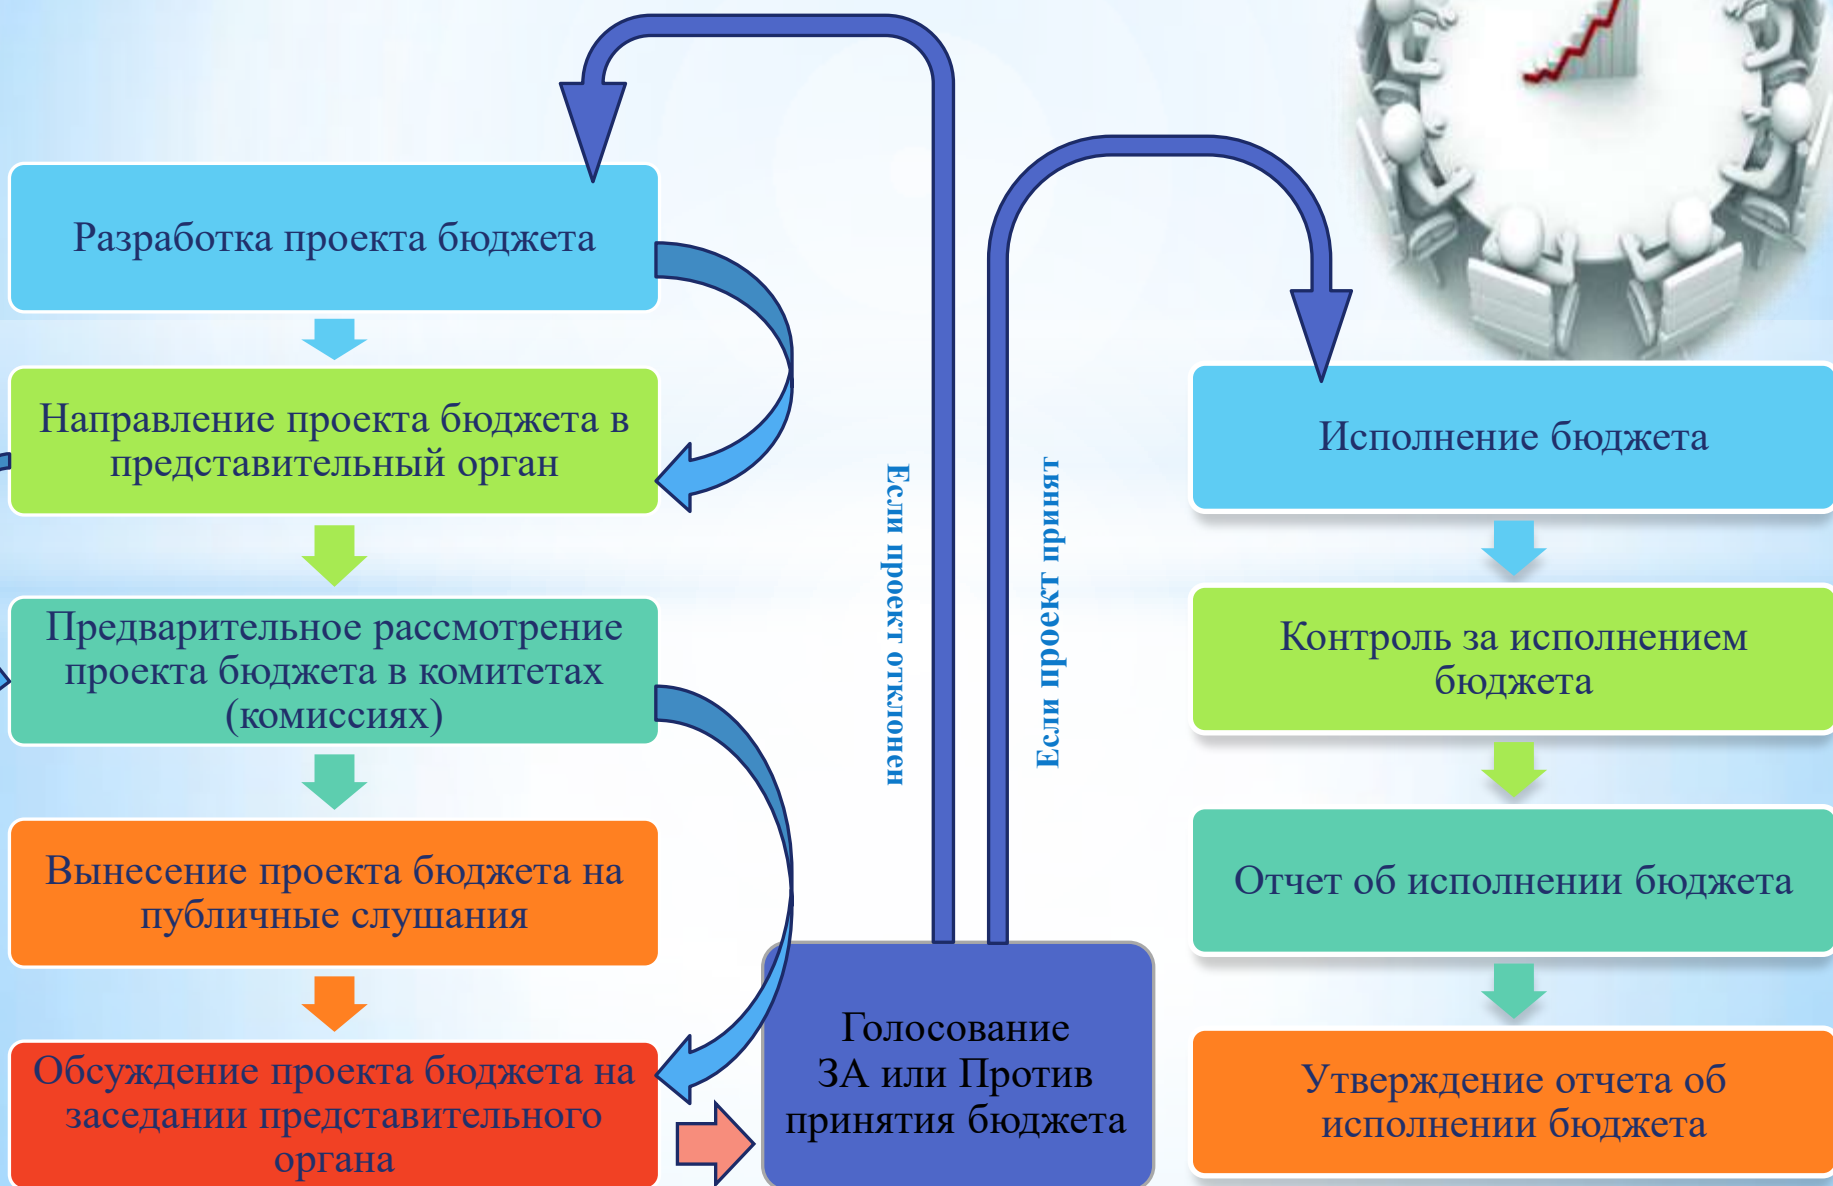 Разработка проекта бюджета
Направление проекта бюджета в
представительный орган
Предварительное рассмотрение
проекта бюджета в комитетах
(комиссиях)
Вынесение проекта бюджета на
публичные слушания
Обсуждение проекта бюджета на
заседании представительного
органа
Если проект отклонен
Если проект принят
Голосование
ЗА или Против
принятия бюджета
Исполнение бюджета
Контроль за исполнением
бюджета
Отчет об исполнении бюджета
Утверждение отчета об
исполнении бюджета